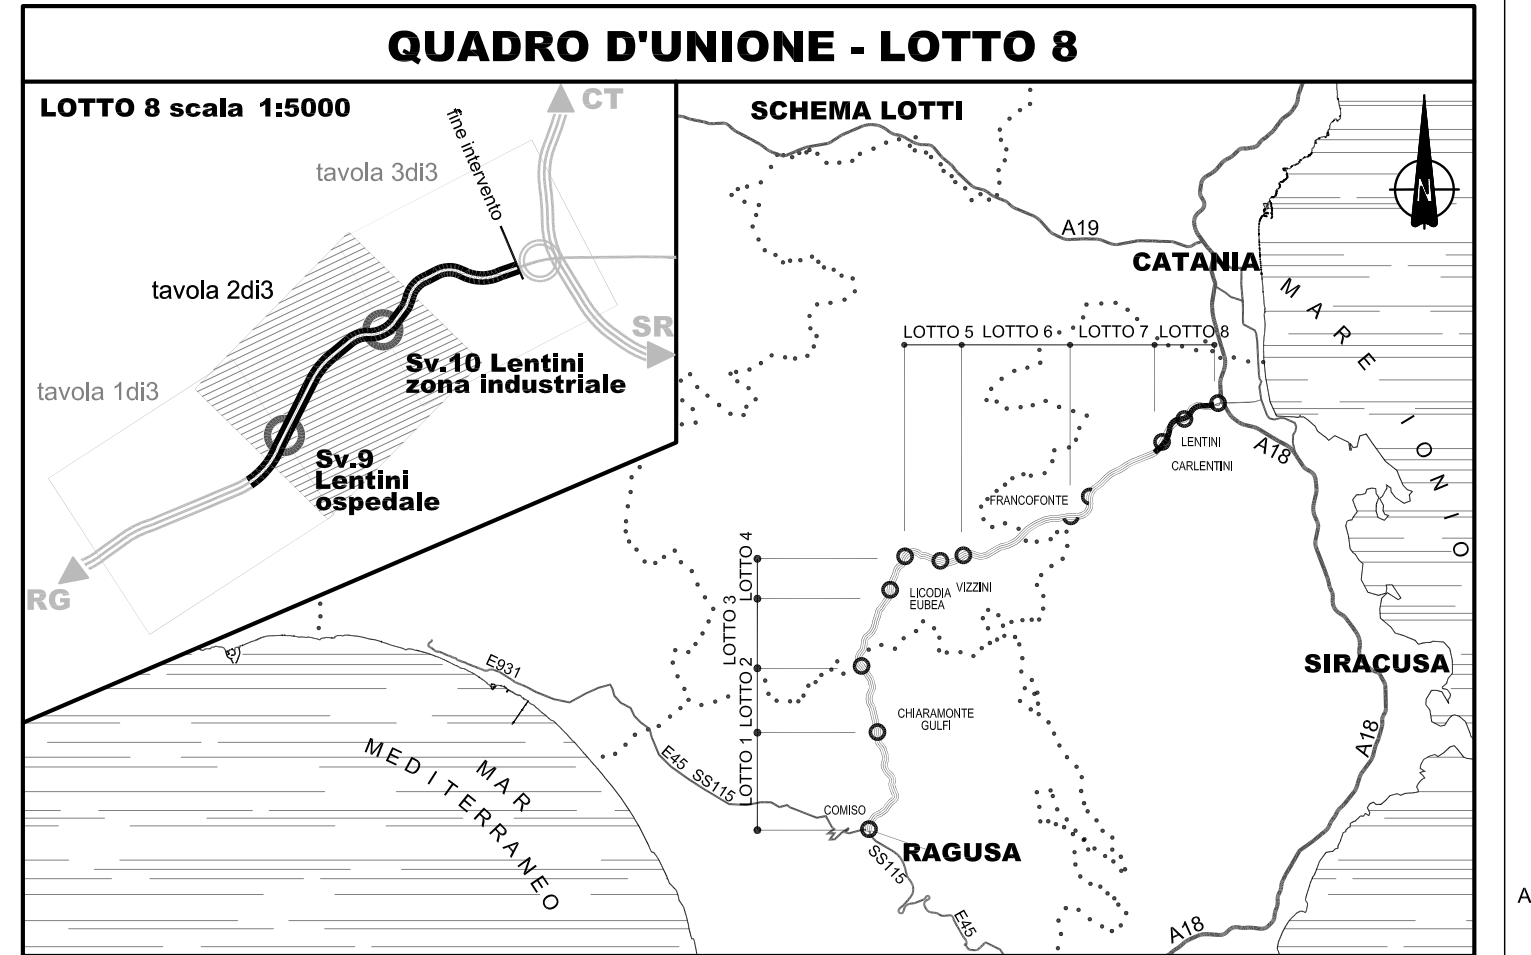 QUADRO D'UNIONE - LOTTO 8
LOTTO 8 scala 1:5000
CT
fine intervento
tavola 3di3
tavola 2di3
SR
Sv.10 Lentini
zona industriale
tavola 1di3
Sv.9
Lentini
ospedale
RG
SCHEMA LOTTI
N
A19
CATANIA
MARE IONIO
LOTTO 5
LOTTO 6
LOTTO 7
LOTTO 8
LENTINI
CARLENTINI
A18
FRANCOFONTE
LOTTO 4
LOTTO 3
LOTTO 2
LOTTO 1
VIZZINI
LICODIA
EUBEA
SIRACUSA
E931
CHIARAMONTE
GULFI
A18
MAR
MEDITERRANEO
E45 SS115
COMISO
RAGUSA
SS115
E45
A18
A